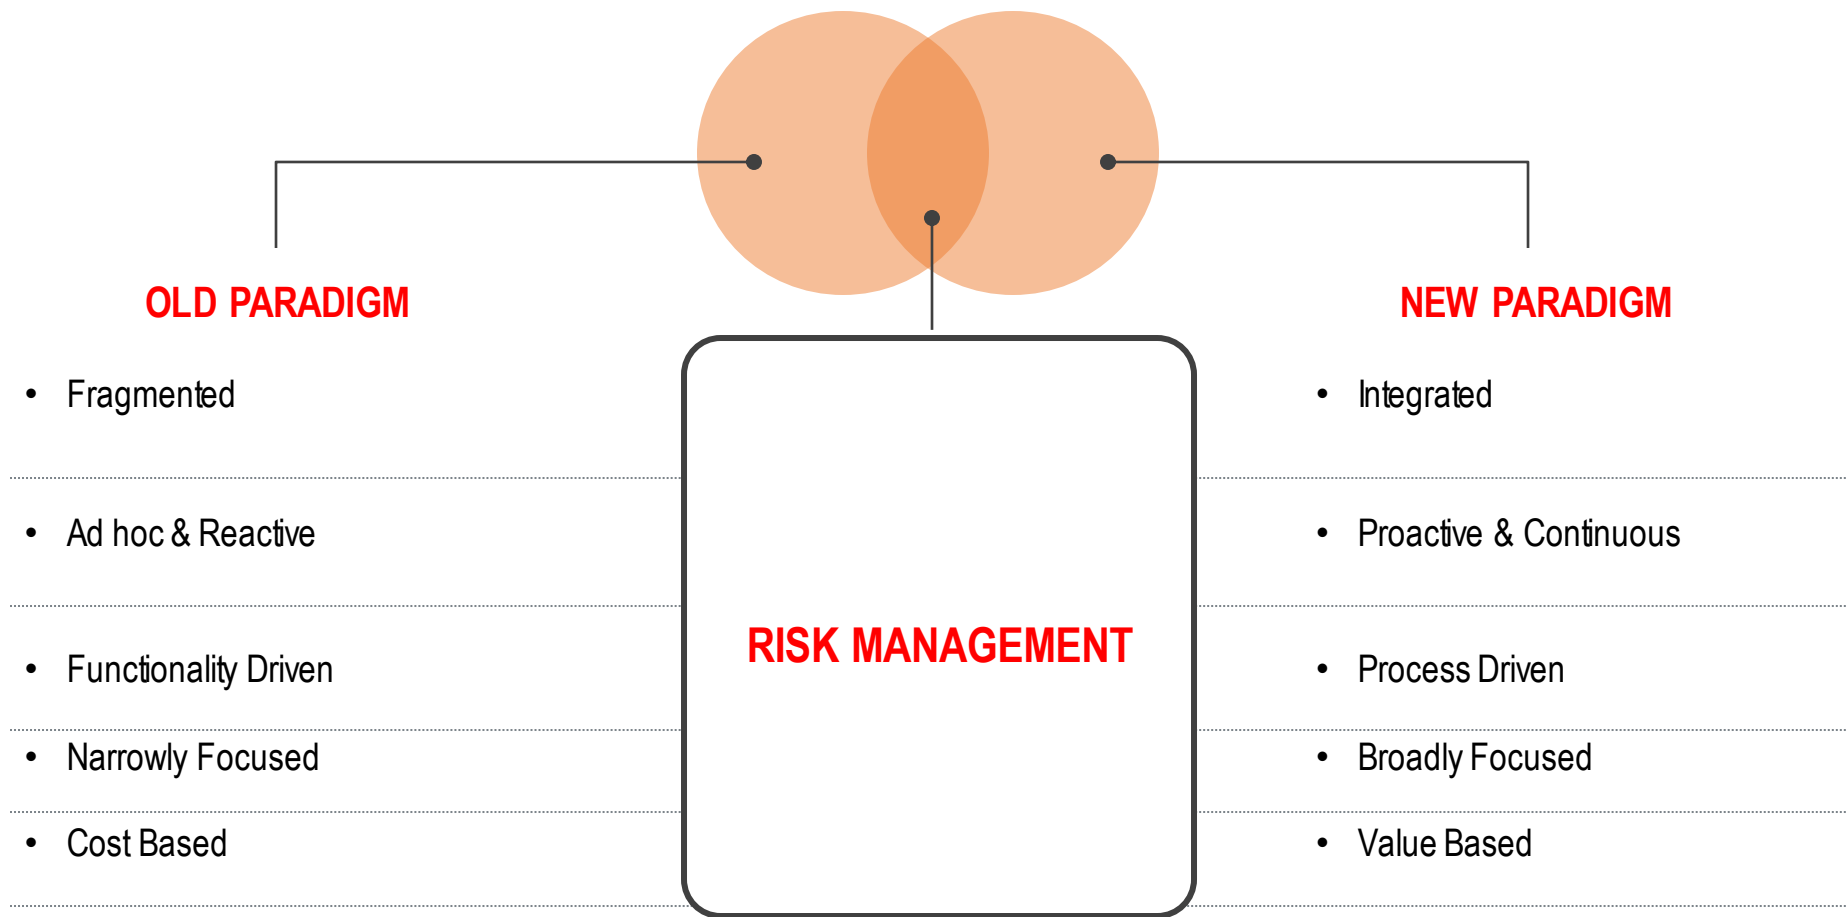 OLD PARADIGM
NEW PARADIGM
• Fragmented
• Integrated
• Ad hoc & Reactive
• Proactive & Continuous
RISK MANAGEMENT
• Functionality Driven
• Process Driven
• Narrowly Focused
• Broadly Focused
• Cost Based
• Value Based